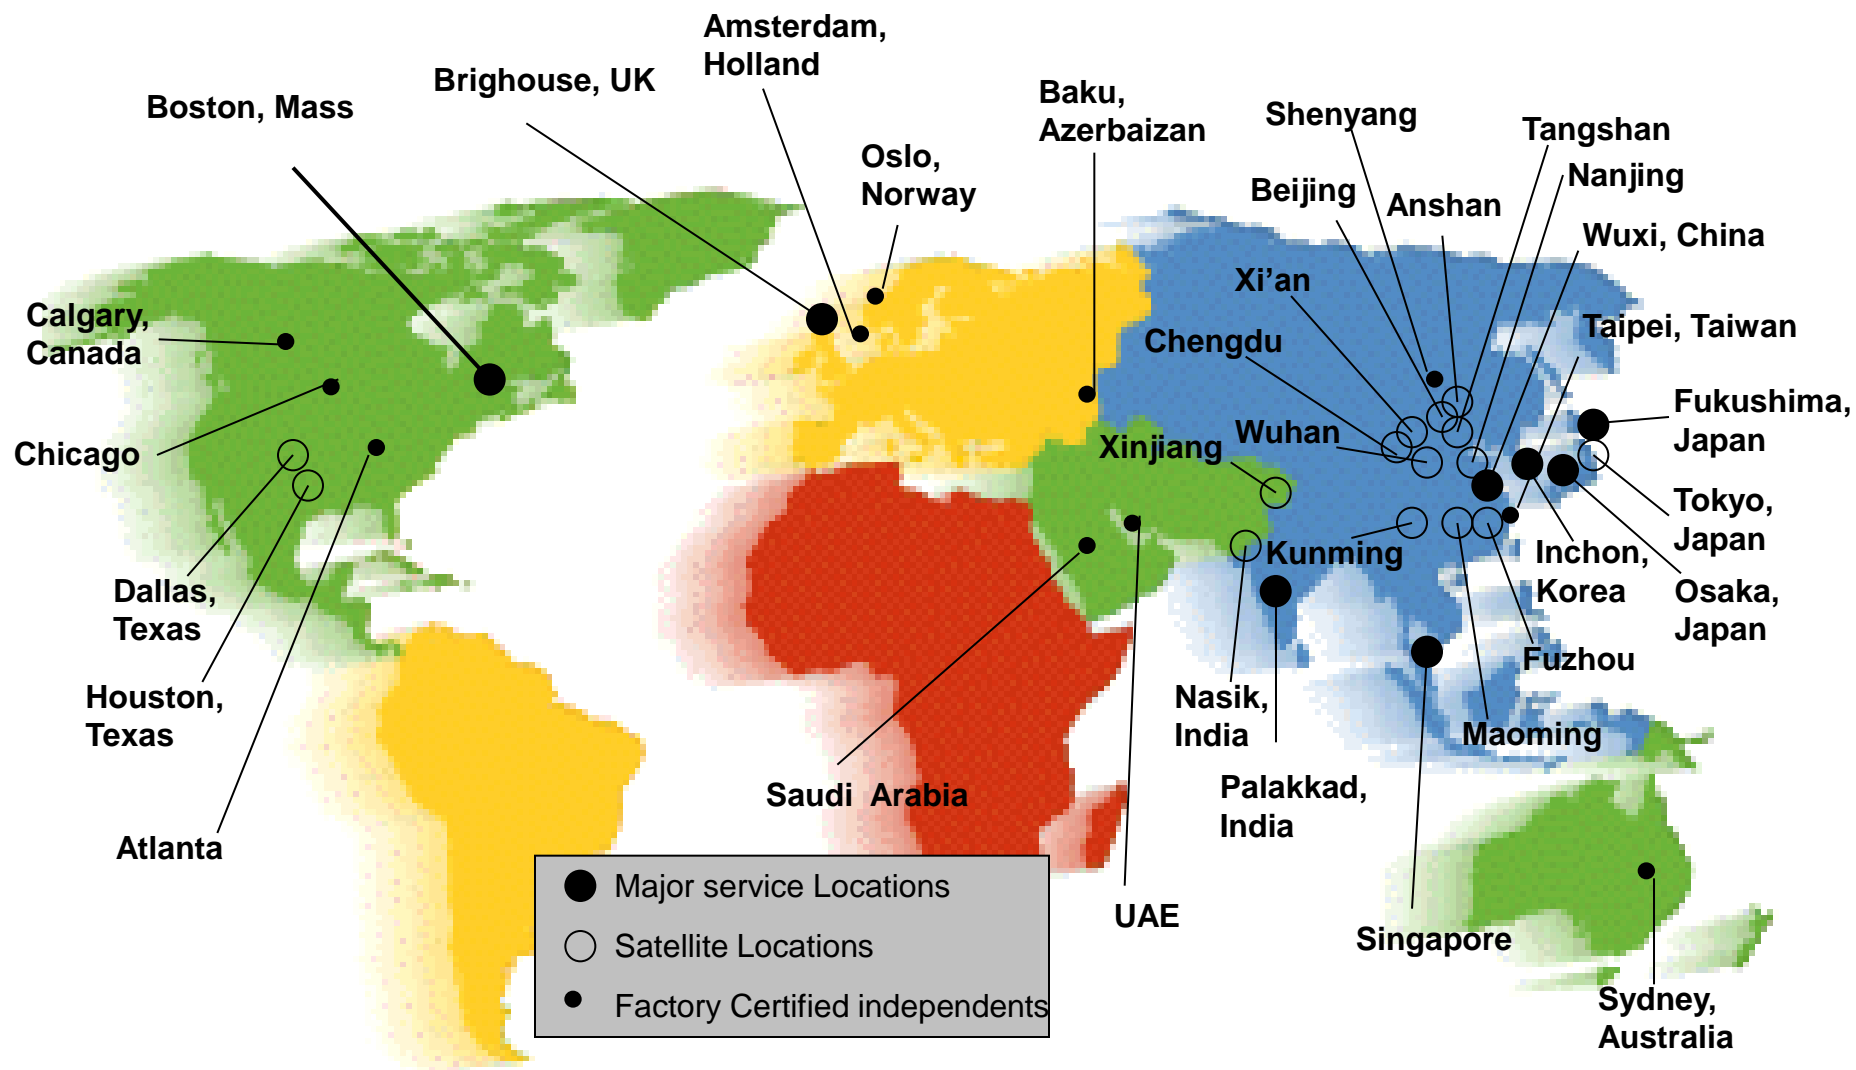 Amsterdam,
Holland
Brighouse, UK
Boston, Mass
Baku,
Azerbaizan
Shenyang
Tangshan
Oslo,
Norway
Nanjing
Beijing
Anshan
Wuxi, China
Xi’an
Calgary,
Canada
Taipei, Taiwan
Chengdu
Fukushima,
Japan
Chicago
Xinjiang
Wuhan
Tokyo,
Japan
Kunming
Inchon,
Korea
Dallas,
Texas
Osaka,
Japan
Fuzhou
Houston,
Texas
Nasik,
India
Maoming
Saudi Arabia
Palakkad,
India
Atlanta
Major service Locations
Satellite Locations
Factory Certified independents
UAE
Singapore
Sydney,
Australia